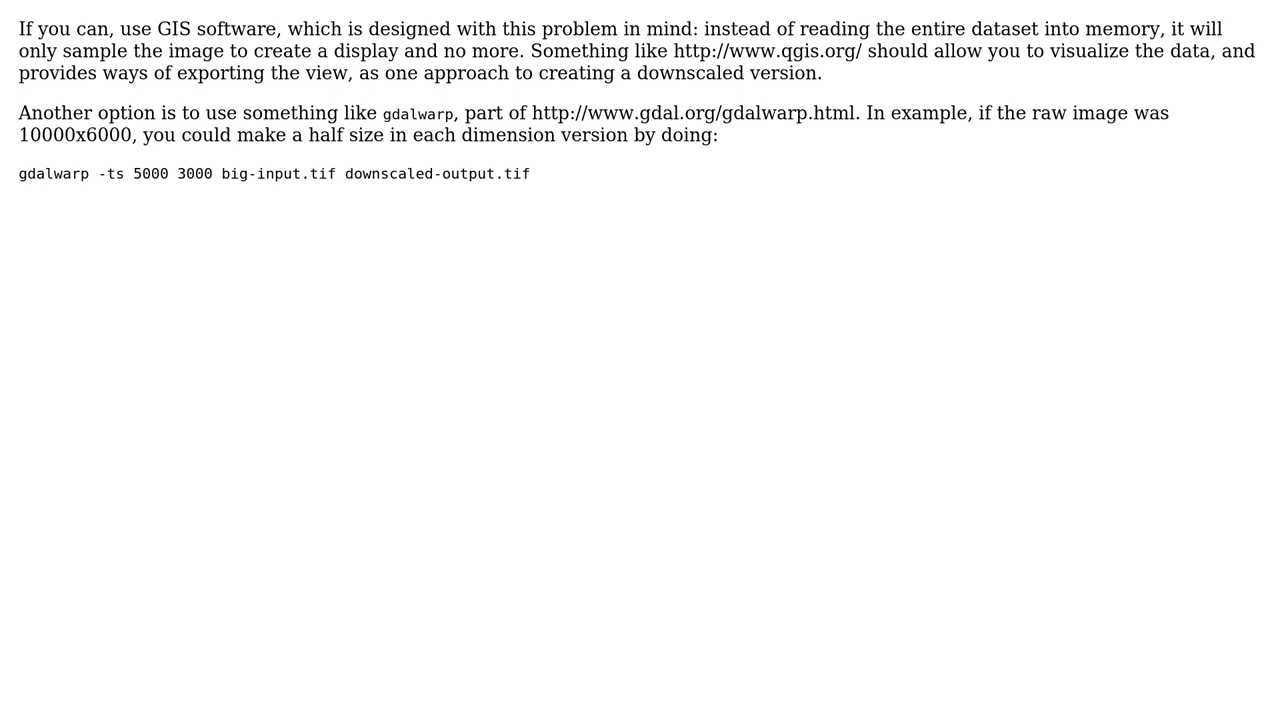 If you can, use GIS software, which is designed with this problem in mind: instead of reading the entire dataset into memory, it will
only sample the image to create a display and no more. Something like http://www.qgis.org/ should allow you to visualize the data, and
provides ways of exporting the view, as one approach to creating a downscaled version.
Another option is to use something like gdalwarp, part of http://www.gdal.org/gdalwarp.html. In example, if the raw image was
10000x6000, you could make a half size in each dimension version by doing:
gdalwarp -ts 5000 3000 big-input.tif downscaled-output.tif